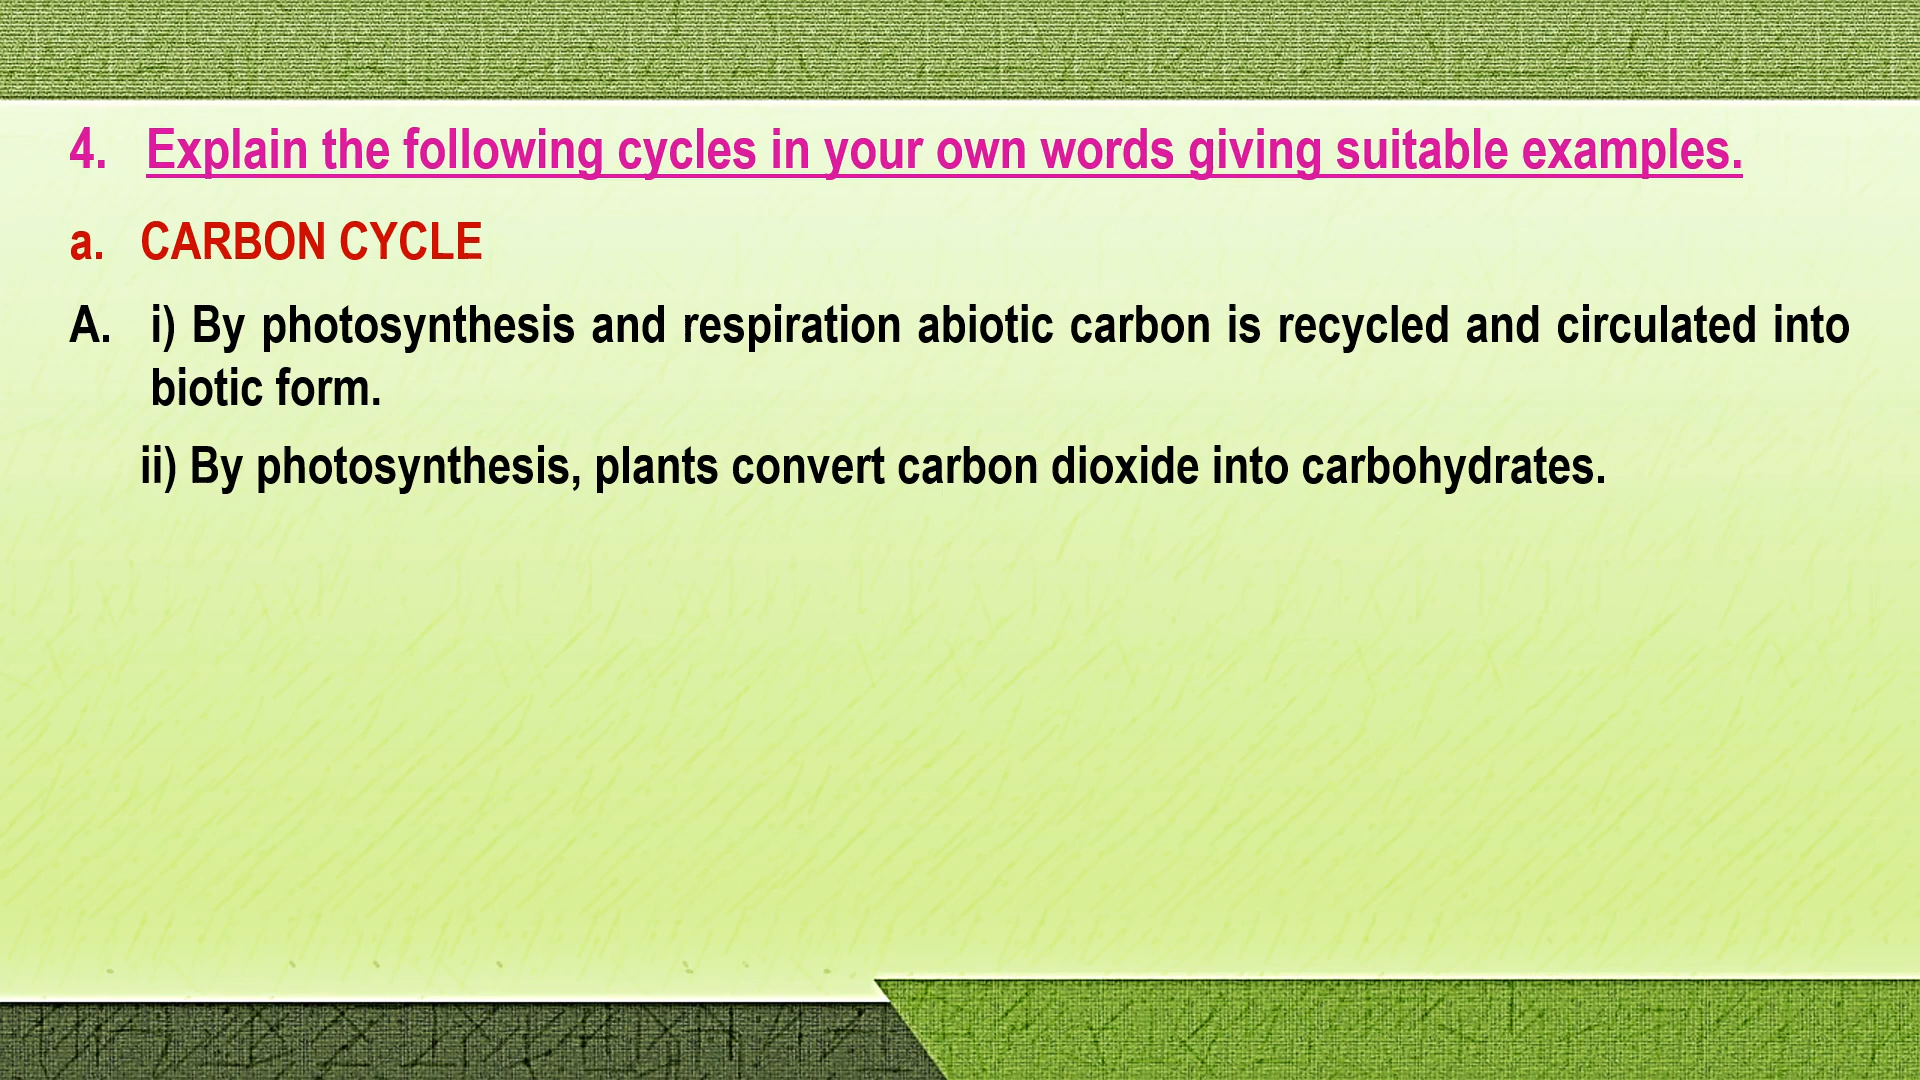 4. Explain the following cycles in your own words giving suitable examples.
a. CARBON CYCLE
A. i) By photosynthesis and respiration abiotic carbon is recycled and circulated into
biotic form.
ii) By photosynthesis, plants convert carbon dioxide into carbohydrates.